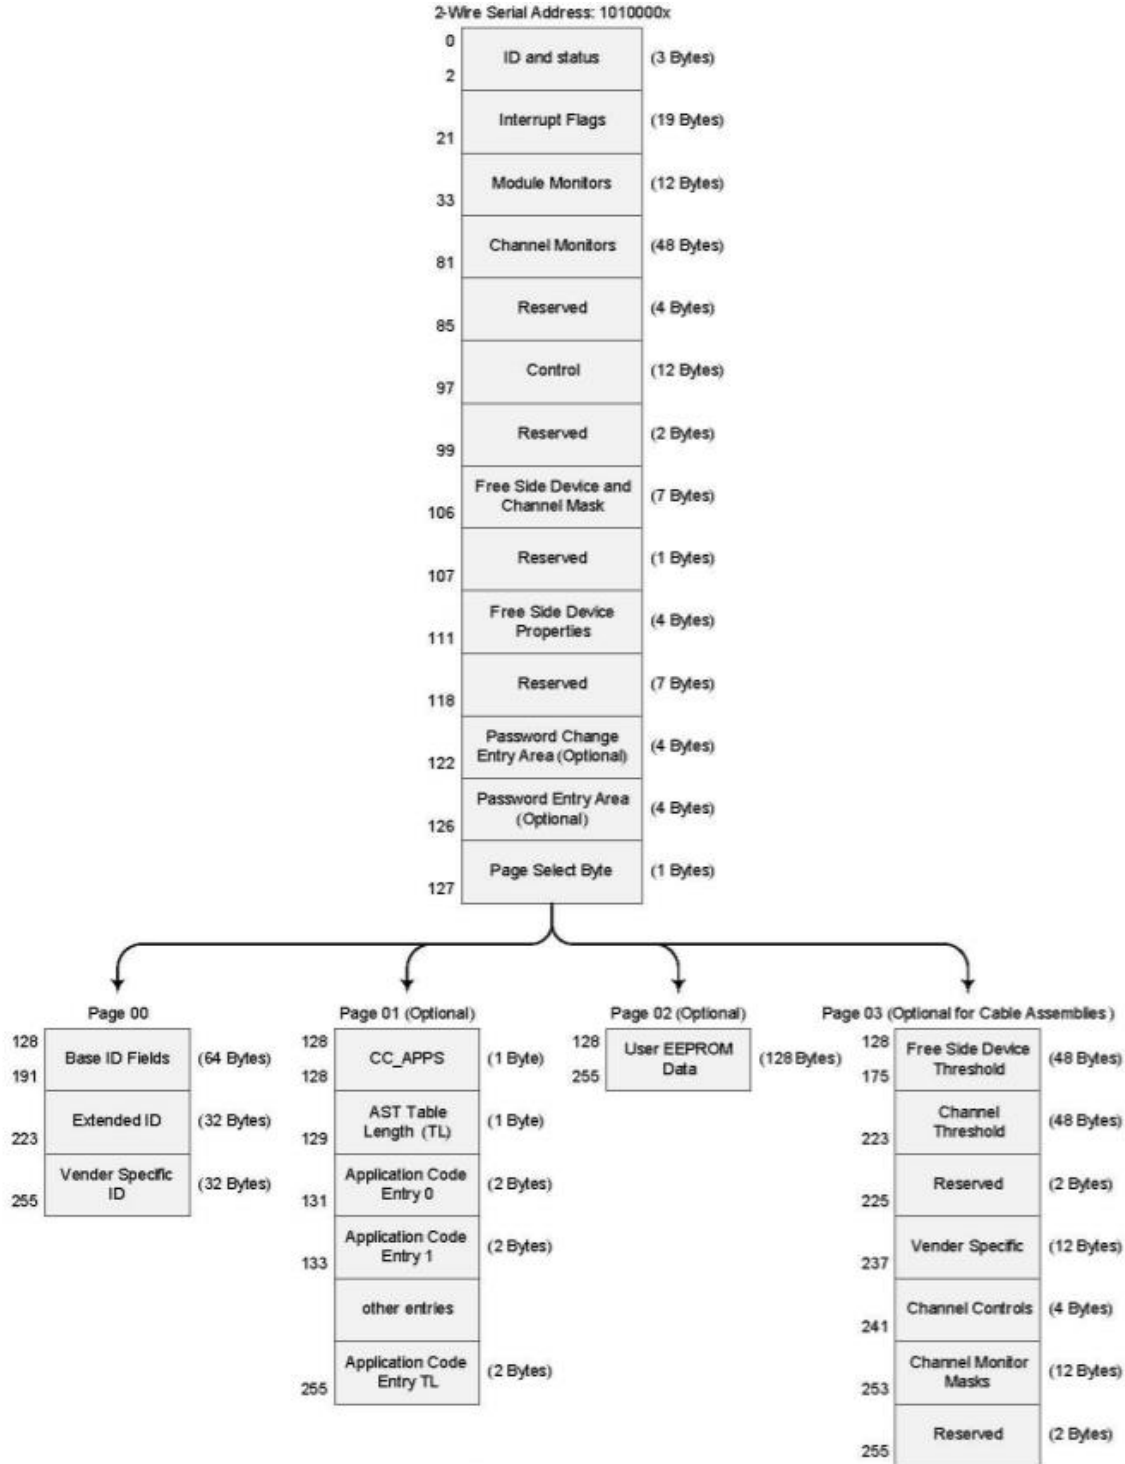 2-Wire Serial Address: 1010000x
0
ID and status
(3 Bytes)
2
Interrupt Flags
(19 Bytes)
21
Module Monitors
(12 Bytes)
33
Channel Monitors
(48 Bytes)
81
Reserved
(4 Bytes)
85
Control
(12 Bytes)
97
Reserved
(2 Bytes)
99
Free Side Device and
Channel Mask
(7 Bytes)
106
Reserved
(1 Bytes)
107
Free Side Device
Properties
(4 Bytes)
111
Reserved
(7 Bytes)
118
Password Change
Entry Area (Optional)
(4 Bytes)
122
Password Entry Area
(Optional)
(4 Bytes)
126
Page Select Byte
(1 Bytes)
127
Page 00
128
Base ID Fields
(64 Bytes)
191
Extended ID
(32 Bytes)
223
Vender Specific
ID
(32 Bytes)
255
Page 01 (Optional)
128
CC_APPS
(1 Byte)
128
AST Table
Length (TL)
(1 Byte)
129
Application Code
Entry 0
(2 Bytes)
131
Application Code
Entry 1
(2 Bytes)
133
other entries
Application Code
Entry TL
(2 Bytes)
255
Page 02 (Optional)
128
User EEPROM
Data
(128 Bytes)
255
Page 03 (Optional for Cable Assemblies )
128
Free Side Device
Threshold
(48 Bytes)
175
Channel
Threshold
(48 Bytes)
223
Reserved
(2 Bytes)
225
Vender Specific
(12 Bytes)
237
Channel Controls
(4 Bytes)
241
Channel Monitor
Masks
(12 Bytes)
253
Reserved
(2 Bytes)
255